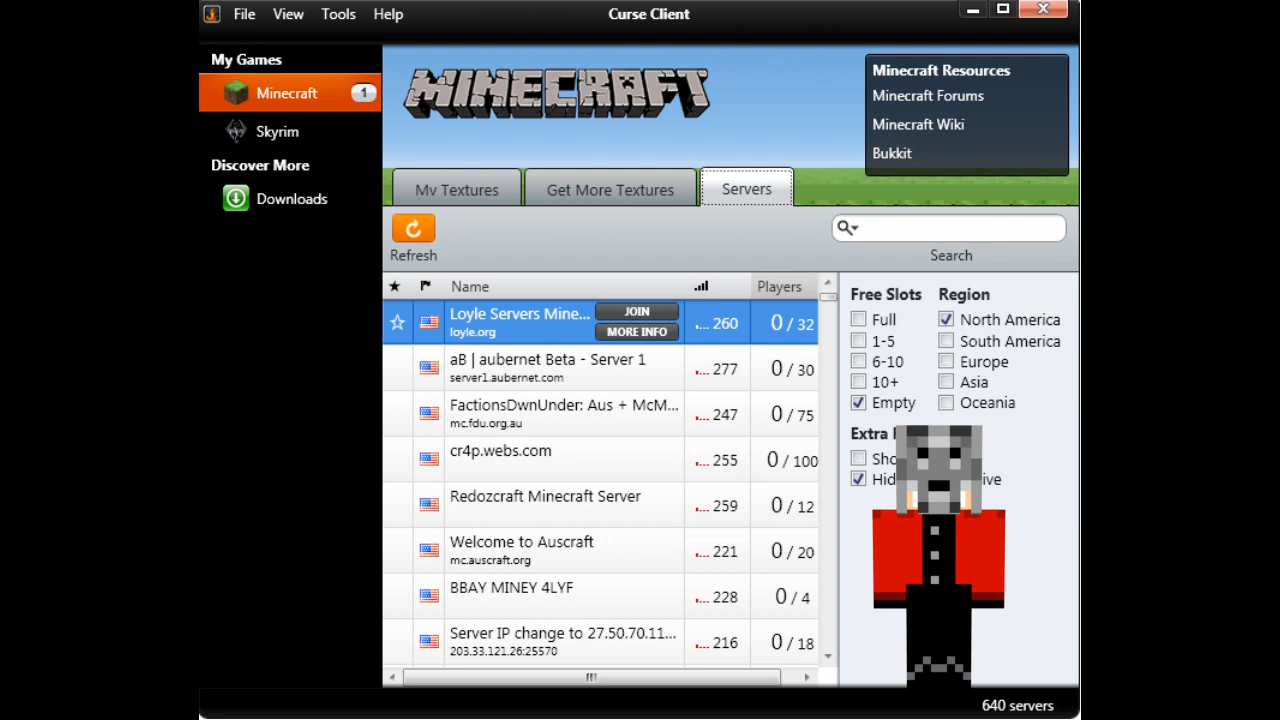 File View Tools Help
Curse Client
My Games
Minecraft 1
Skyrim
Discover More
Downloads
MINECRAFT
Minecraft Resources
Minecraft Forums
Minecraft Wiki
Bukkit
My Textures
Get More Textures
Servers
Refresh
Search
Name Players
Loyle Servers Mine... JOIN ... 260 0 / 32
loyle.org MORE INFO
aB | aubernet Beta - Server 1 ... 277 0 / 30
server1.aubernet.com
FactionsDwnUnder: Aus + McM... ... 247 0 / 75
mc.fdu.org.au
cr4p.webs.com ... 255 0 / 100
Redozcraft Minecraft Server ... 259 0 / 12
Welcome to Auscraft ... 221 0 / 20
mc.auscraft.org
BBAY MINEY 4LYF ... 228 0 / 4
Server IP change to 27.50.70.11... ... 216 0 / 18
203.33.121.26:25570
Free Slots
Full
1-5
6-10
10+
Empty
Region
North America
South America
Europe
Asia
Oceania
Extra
640 servers